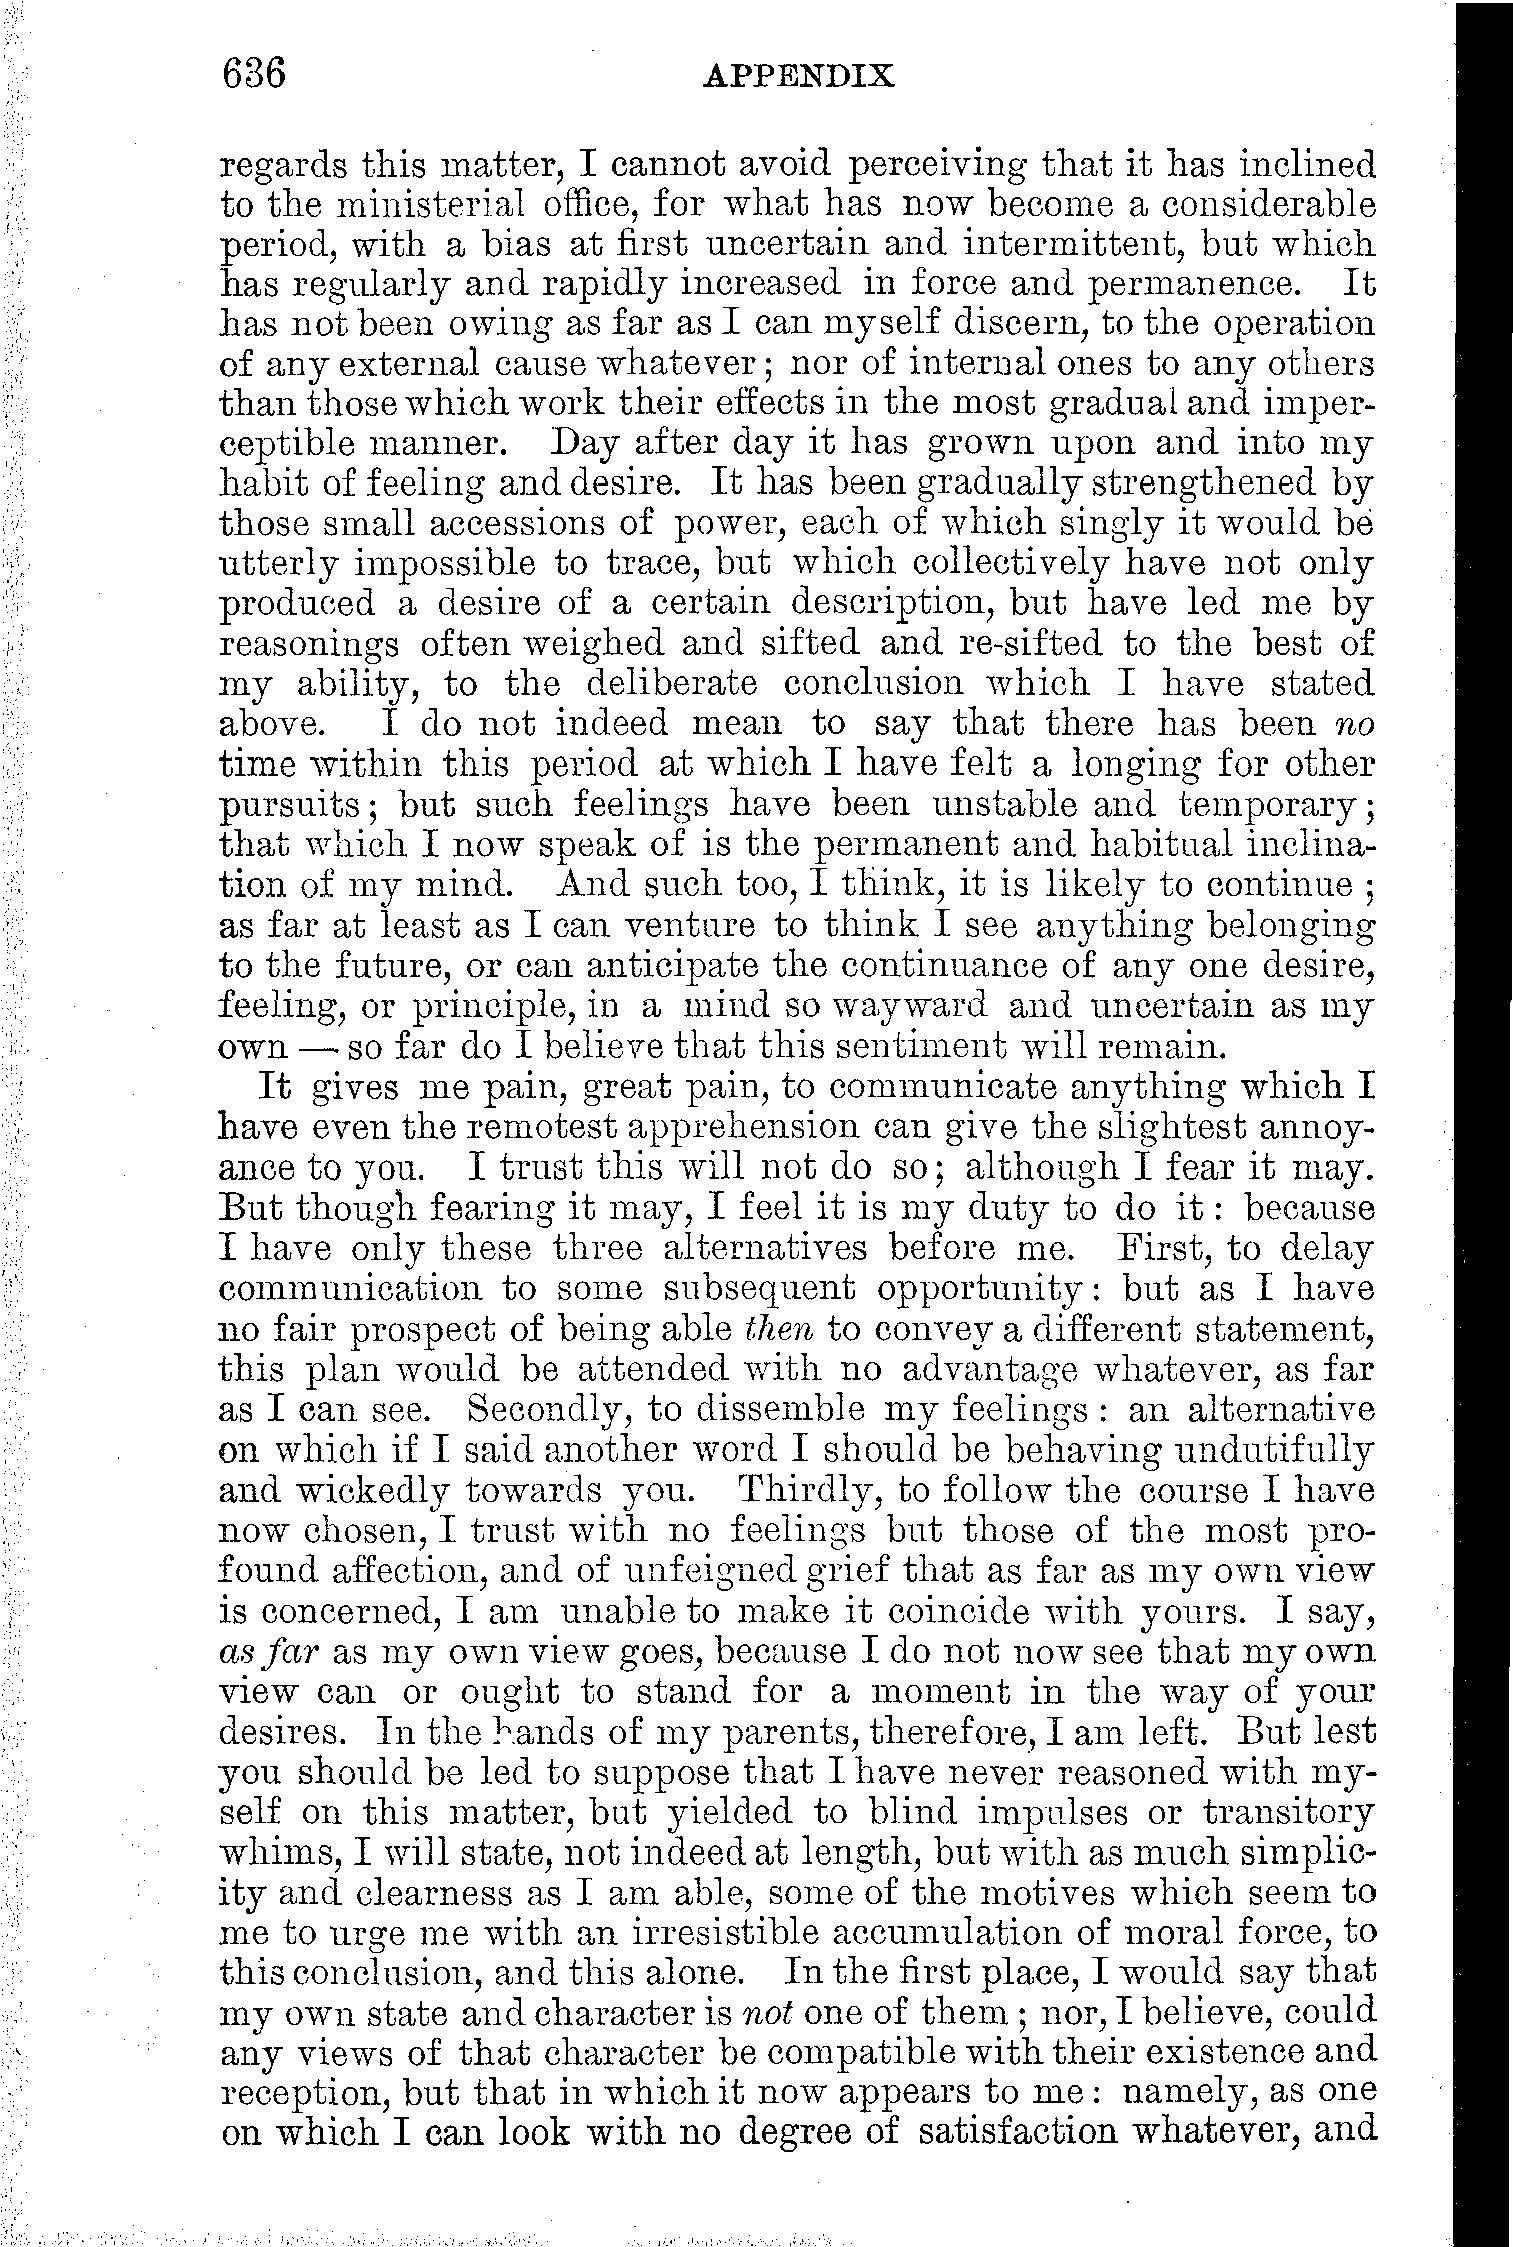 636 APPENDIX
regards this matter, I cannot avoid perceiving that it has inclined
to the ministerial office, for what has now become a considerable
period, with a bias at first uncertain and intermittent, but which
has regularly and rapidly increased in force and permanence. It
has not been owing as far as I can myself discern, to the operation
of any external cause whatever; nor of internal ones to any others
than those which work their effects in the most gradual and imper-
ceptible manner. Day after day it has grown upon and into my
habit of feeling and desire. It has been gradually strengthened by
those small accessions of power, each of which singly it would be
utterly impossible to trace, but which collectively have not only
produced a desire of a certain description, but have led me by
reasonings often weighed and sifted and re-sifted to the best of
my ability, to the deliberate conclusion which I have stated
above. I do not indeed mean to say that there has been no
time within this period at which I have felt a longing for other
pursuits; but such feelings have been unstable and temporary;
that which I now speak of is the permanent and habitual inclina-
tion of my mind. And such too, I think, it is likely to continue;
as far at least as I can venture to think I see anything belonging
to the future, or can anticipate the continuance of any one desire,
feeling, or principle, in a mind so wayward and uncertain as my
own — so far do I believe that this sentiment will remain.
It gives me pain, great pain, to communicate anything which I
have even the remotest apprehension can give the slightest annoy-
ance to you. I trust this will not do so; although I fear it may.
But though fearing it may, I feel it is my duty to do it: because
I have only these three alternatives before me. First, to delay
communication to some subsequent opportunity: but as I have
no fair prospect of being able then to convey a different statement,
this plan would be attended with no advantage whatever, as far
as I can see. Secondly, to dissemble my feelings: an alternative
on which if I said another word I should be behaving undutifully
and wickedly towards you. Thirdly, to follow the course I have
now chosen, I trust with no feelings but those of the most pro-
found affection, and of unfeigned grief that as far as my own view
is concerned, I am unable to make it coincide with yours. I say,
as far as my own view goes, because I do not now see that my own
view can or ought to stand for a moment in the way of your
desires. In the hands of my parents, therefore, I am left. But lest
you should be led to suppose that I have never reasoned with my-
self on this matter, but yielded to blind impulses or transitory
whims, I will state, not indeed at length, but with as much simplic-
ity and clearness as I am able, some of the motives which seem to
me to urge me with an irresistible accumulation of moral force, to
this conclusion, and this alone. In the first place, I would say that
my own state and character is not one of them; nor, I believe, could
any views of that character be compatible with their existence and
reception, but that in which it now appears to me: namely, as one
on which I can look with no degree of satisfaction whatever, and